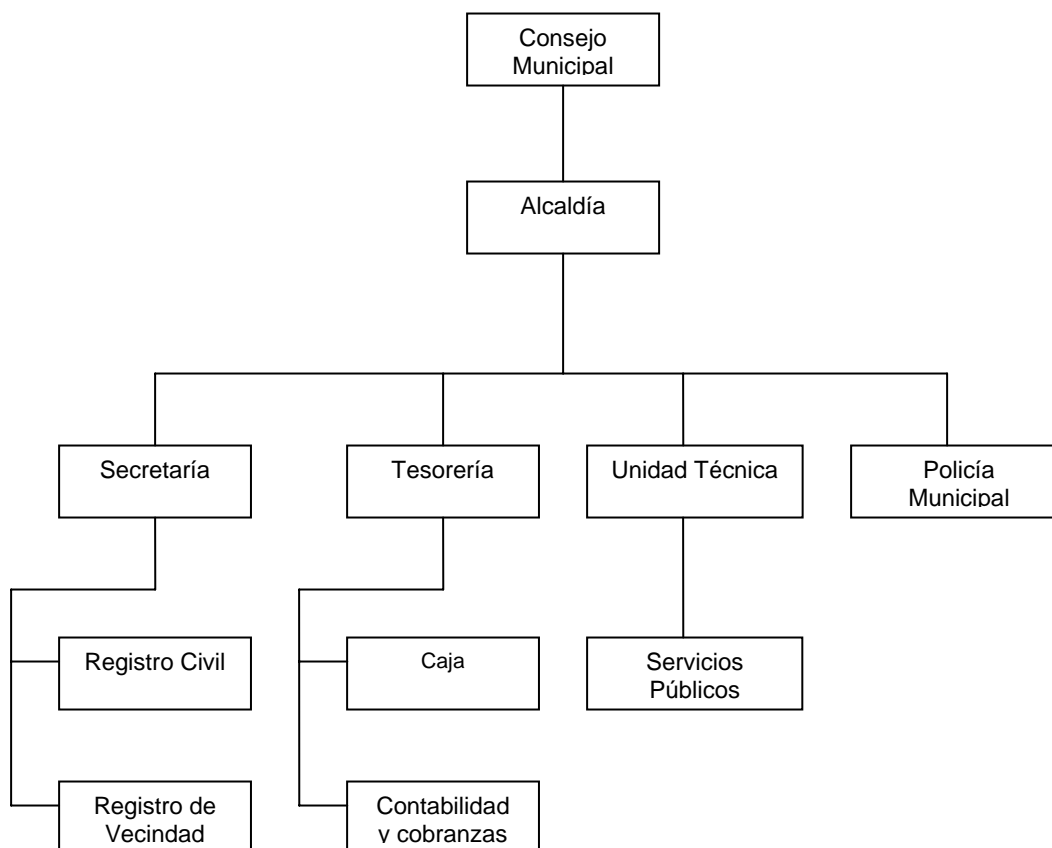 Consejo
Municipal
Alcaldía
Secretaría
Tesorería
Unidad Técnica
Policía
Municipal
Registro Civil
Caja
Servicios
Públicos
Registro de
Vecindad
Contabilidad
y cobranzas